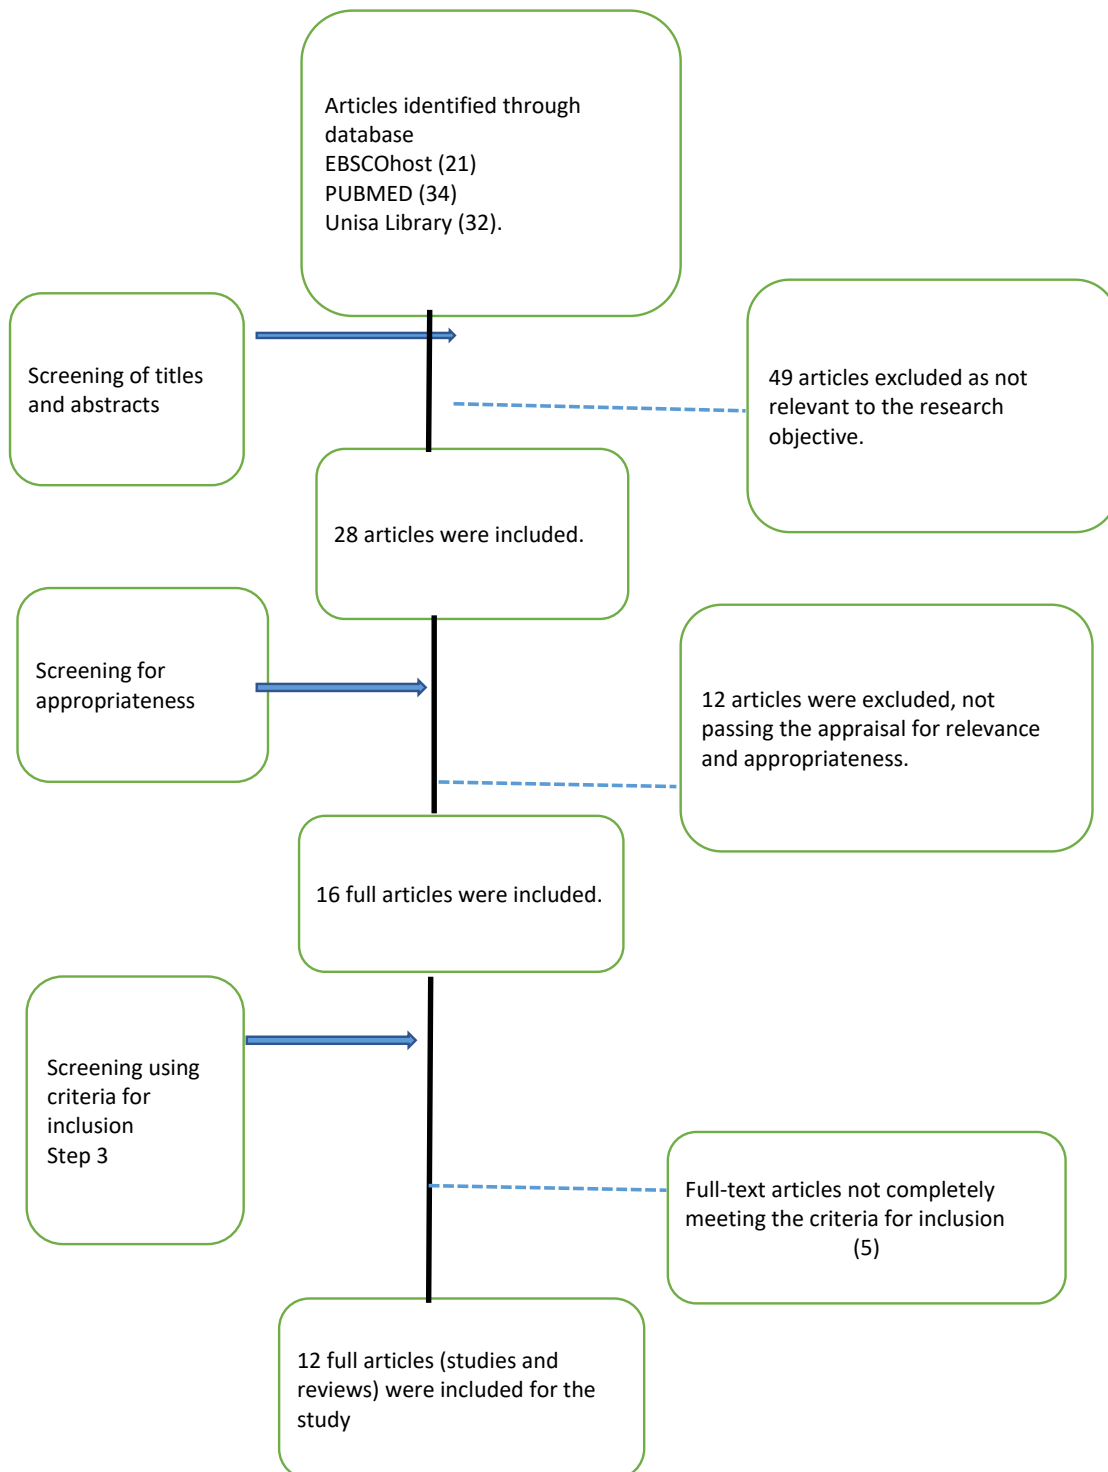 Articles identified through
database
EBSCOhost (21)
PUBMED (34)
Unisa Library (32).
Screening of titles
and abstracts
49 articles excluded as not
relevant to the research
objective.
28 articles were included.
Screening for
appropriateness
12 articles were excluded, not
passing the appraisal for relevance
and appropriateness.
16 full articles were included.
Screening using
criteria for
inclusion
Step 3
Full-text articles not completely
meeting the criteria for inclusion
(5)
12 full articles (studies and
reviews) were included for the
study